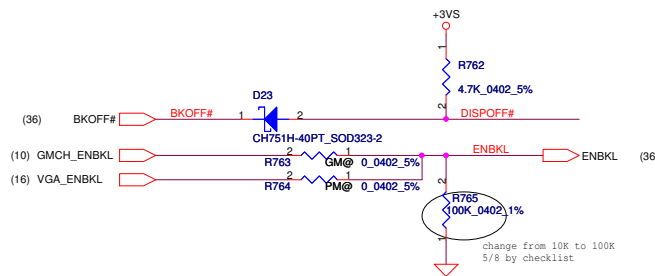 +3VS
1
R762
4.7K_0402_5%
2
D23
(36) BKOFF# BKOFF# 1 2 DISPOFF#
CH751H-40PT_SOD323-2
(10) GMCH_ENBKL 2 1 ENBKL ENBKL (36
R763 GM@ 0_0402_5%
(16) VGA_ENBKL 2 1
R764 PM@ 0_0402_5%
2
R765
100K_0402_1%
1
change from 10K to 100K
5/8 by checklist